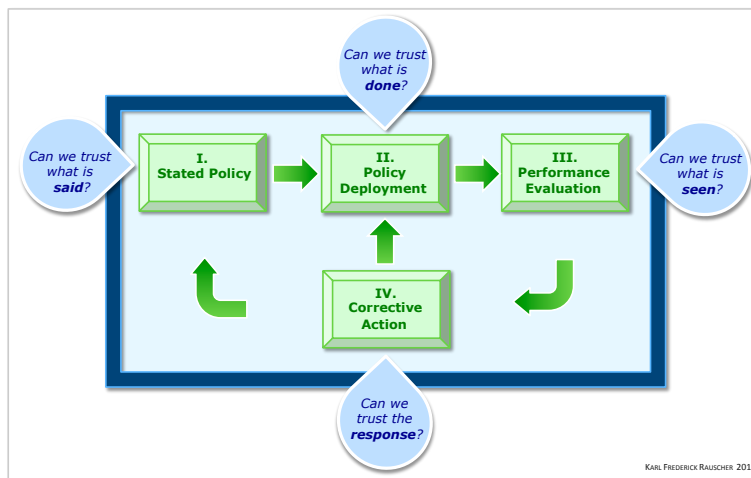 Can we trust
what is
done?
Can we trust
what is
said?
I.
Stated Policy
II.
Policy
Deployment
III.
Performance
Evaluation
Can we trust
what is
seen?
IV.
Corrective
Action
Can we
trust the
response?
KARL FREDERICK RAUSCHER